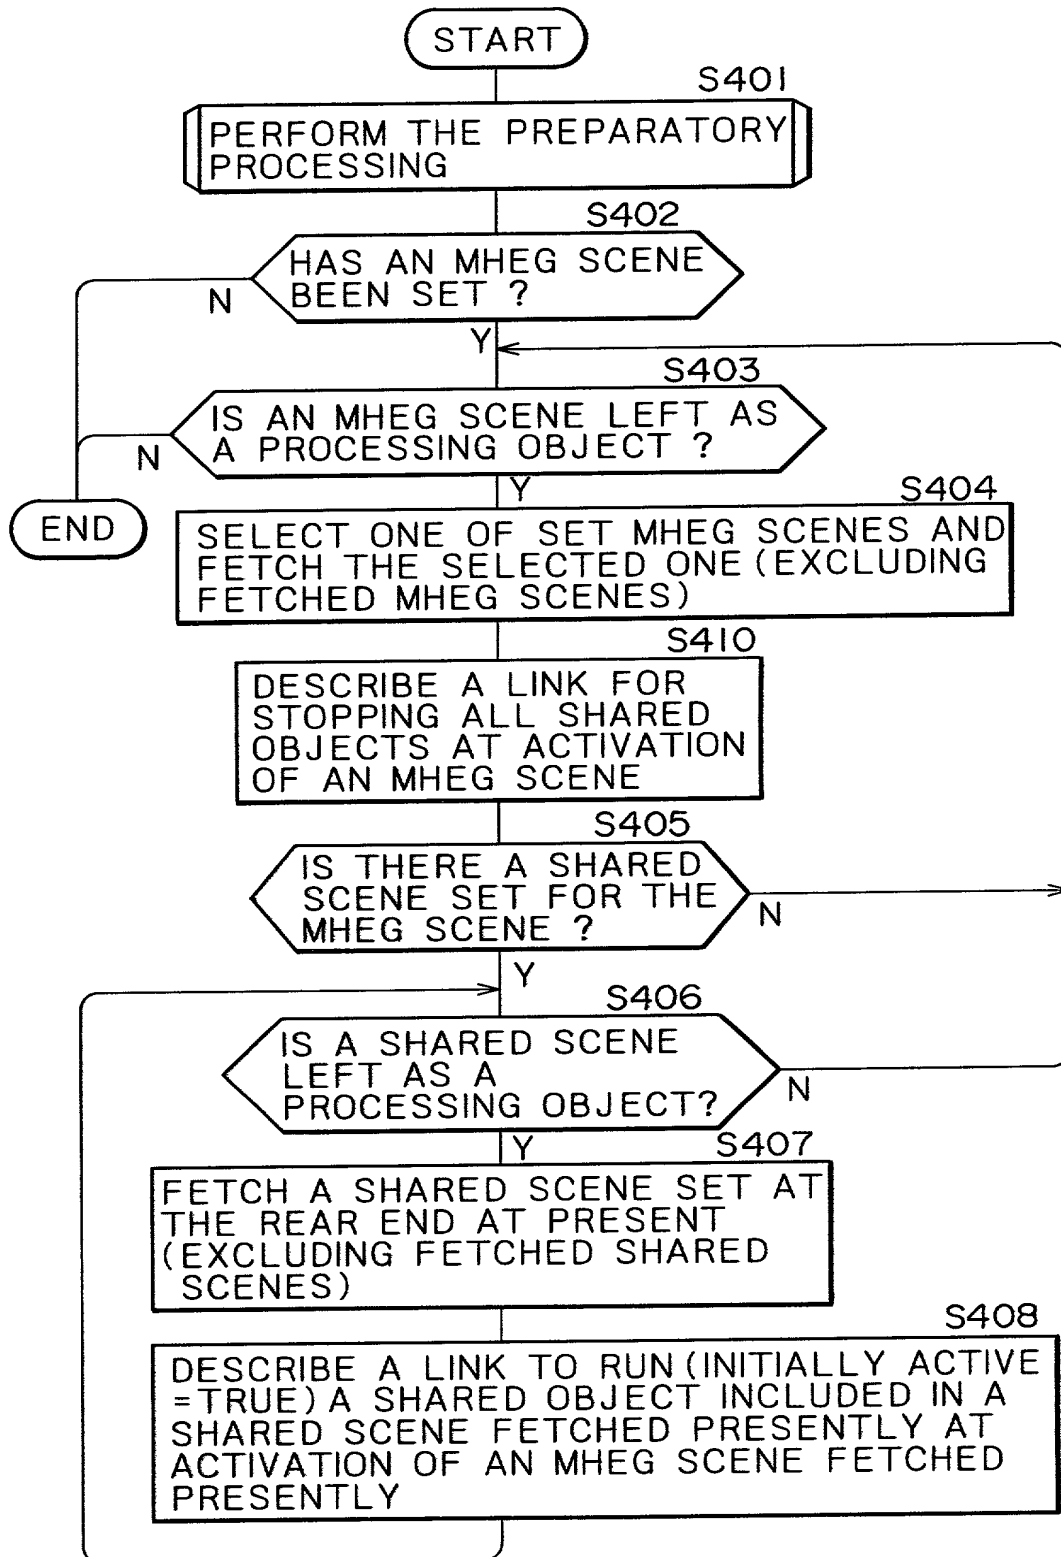 START
S401
PERFORM THE PREPARATORY
PROCESSING
S402
HAS AN MHEG SCENE
BEEN SET ?
N
Y
S403
IS AN MHEG SCENE LEFT AS
A PROCESSING OBJECT ?
N
Y
END
S404
SELECT ONE OF SET MHEG SCENES AND
FETCH THE SELECTED ONE (EXCLUDING
FETCHED MHEG SCENES)
S410
DESCRIBE A LINK FOR
STOPPING ALL SHARED
OBJECTS AT ACTIVATION
OF AN MHEG SCENE
S405
IS THERE A SHARED
SCENE SET FOR THE
MHEG SCENE ?
N
Y
S406
IS A SHARED SCENE
LEFT AS A
PROCESSING OBJECT?
N
Y
S407
FETCH A SHARED SCENE SET AT
THE REAR END AT PRESENT
(EXCLUDING FETCHED SHARED
SCENES)
S408
DESCRIBE A LINK TO RUN (INITIALLY ACTIVE
=TRUE) A SHARED OBJECT INCLUDED IN A
SHARED SCENE FETCHED PRESENTLY AT
ACTIVATION OF AN MHEG SCENE FETCHED
PRESENTLY